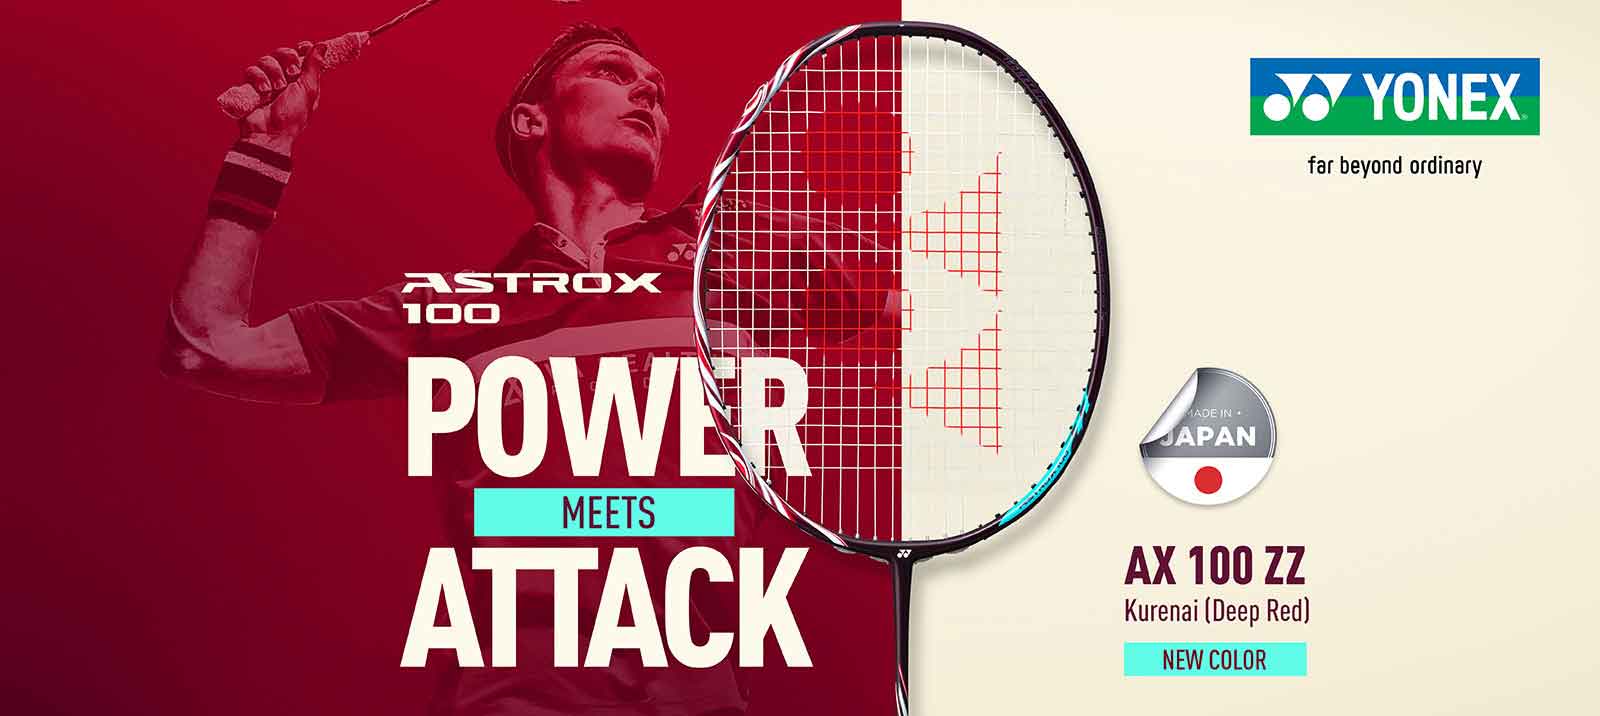 ASTROX
100
POWER
MEETS
ATTACK
YONEX
far beyond ordinary
MADE IN
JAPAN
AX 100 ZZ
Kurenai (Deep Red)
NEW COLOR